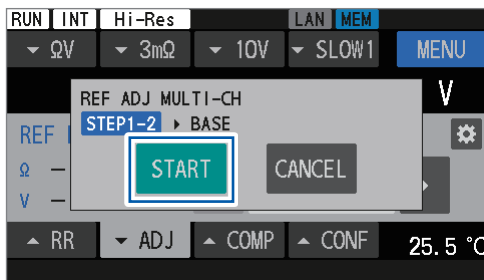 RUN INT Hi-Res LAN MEM
▼ ΩV ▼ 3mΩ ▼ 10V ▼ SLOW1 MENU
V
REF ADJ MULTI-CH
STEP1-2 ▸ BASE
REF
START CANCEL
Ω –
V –
▲ RR ▼ ADJ ▲ COMP ▲ CONF 25.5 °C